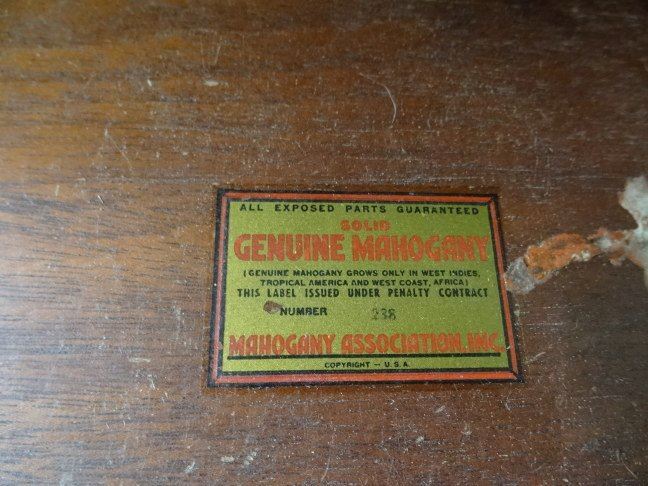 ALL EXPOSED PARTS GUARANTEED
SOLID
GENUINE MAHOGANY
(GENUINE MAHOGANY GROWS ONLY IN WEST INDIES,
TROPICAL AMERICA AND WEST COAST, AFRICA)
THIS LABEL ISSUED UNDER PENALTY CONTRACT
NUMBER 238
MAHOGANY ASSOCIATION, INC.
COPYRIGHT - U.S.A.